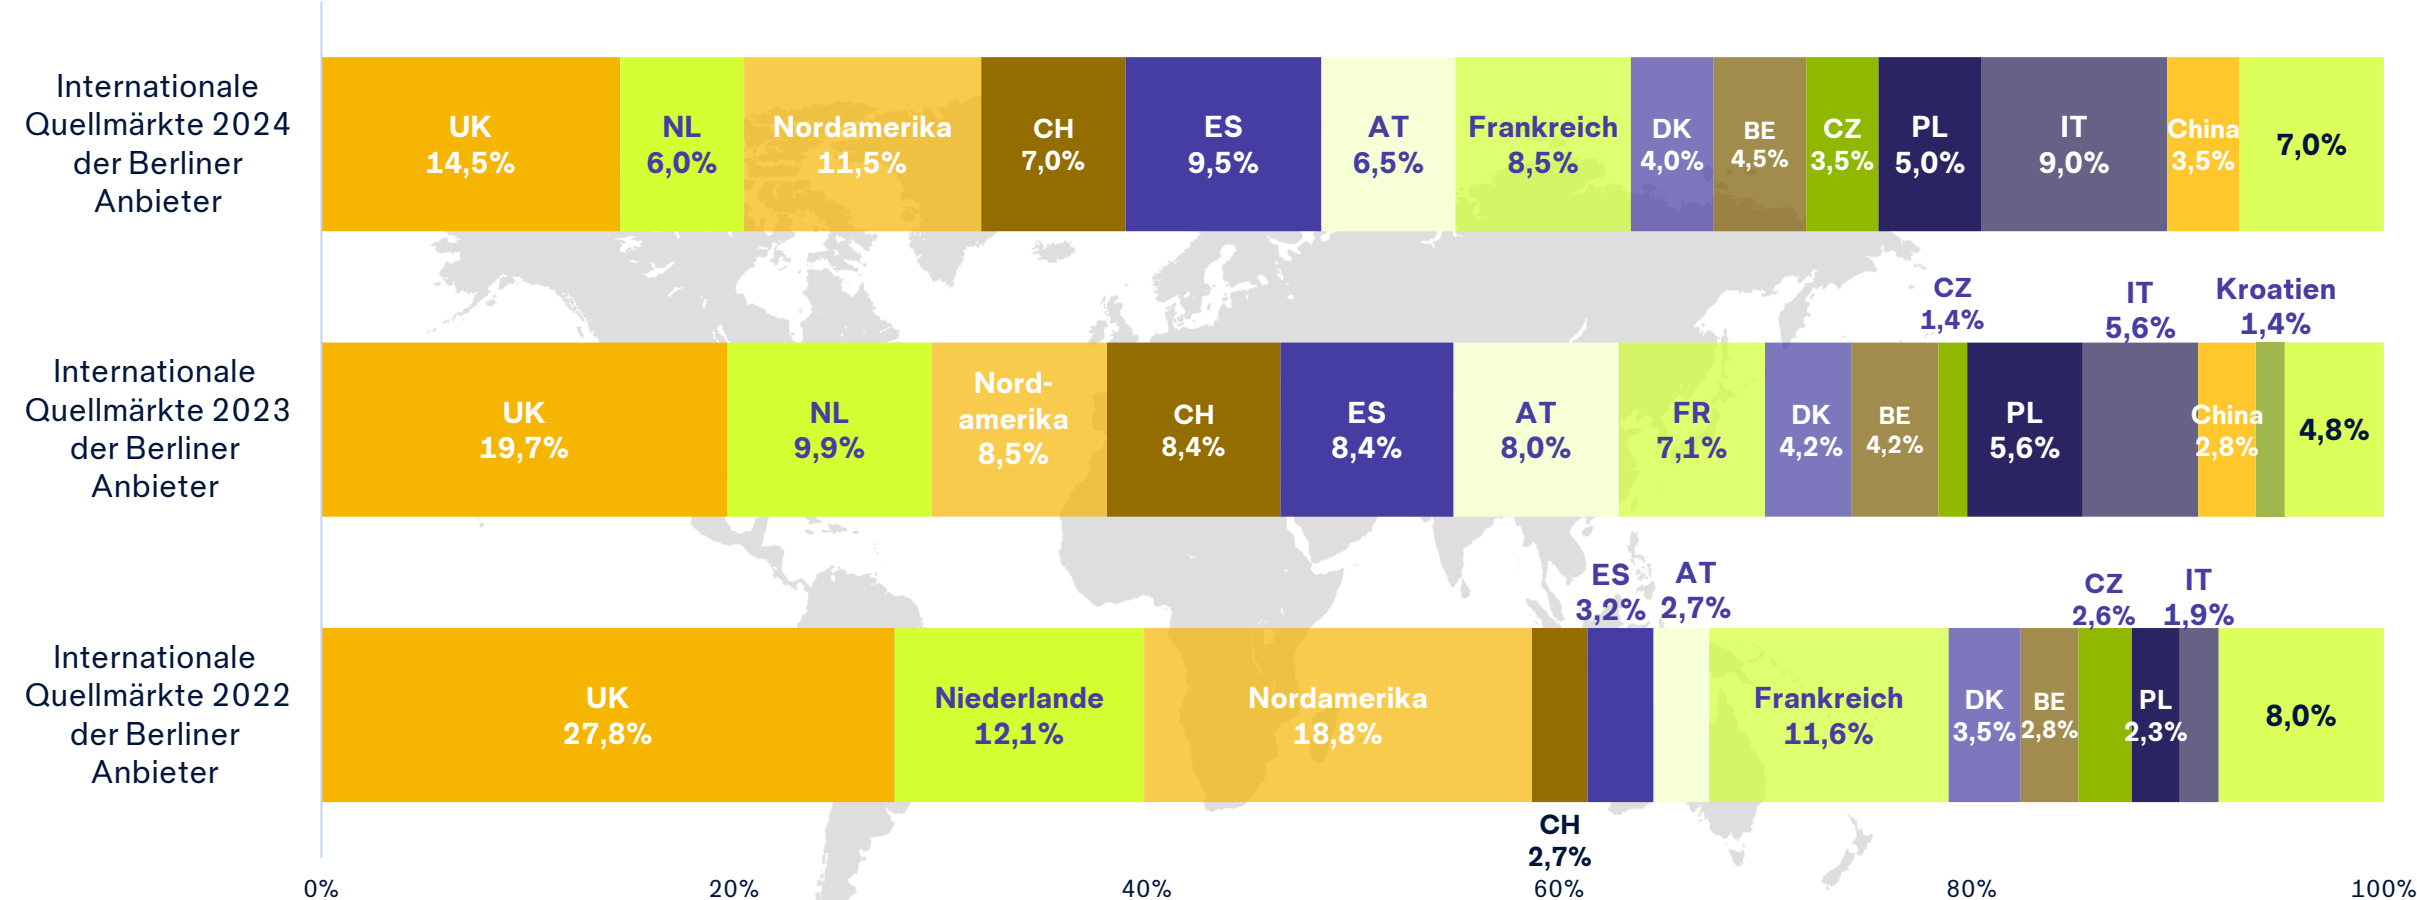 Internationale
Quellmärkte 2024
der Berliner
Anbieter
UK
14,5%
NL
6,0%
Nordamerika
11,5%
CH
7,0%
ES
9,5%
AT
6,5%
Frankreich
8,5%
DK
4,0%
BE
4,5%
CZ
3,5%
PL
5,0%
IT
9,0%
China
3,5%
7,0%
Internationale
Quellmärkte 2023
der Berliner
Anbieter
UK
19,7%
NL
9,9%
Nord-
amerika
8,5%
CH
8,4%
ES
8,4%
AT
8,0%
FR
7,1%
DK
4,2%
BE
4,2%
CZ
1,4%
PL
5,6%
IT
5,6%
China
2,8%
Kroatien
1,4%
4,8%
Internationale
Quellmärkte 2022
der Berliner
Anbieter
UK
27,8%
Niederlande
12,1%
Nordamerika
18,8%
CH
2,7%
ES
3,2%
AT
2,7%
Frankreich
11,6%
DK
3,5%
BE
2,8%
CZ
2,6%
PL
2,3%
IT
1,9%
8,0%
0%
20%
40%
60%
80%
100%